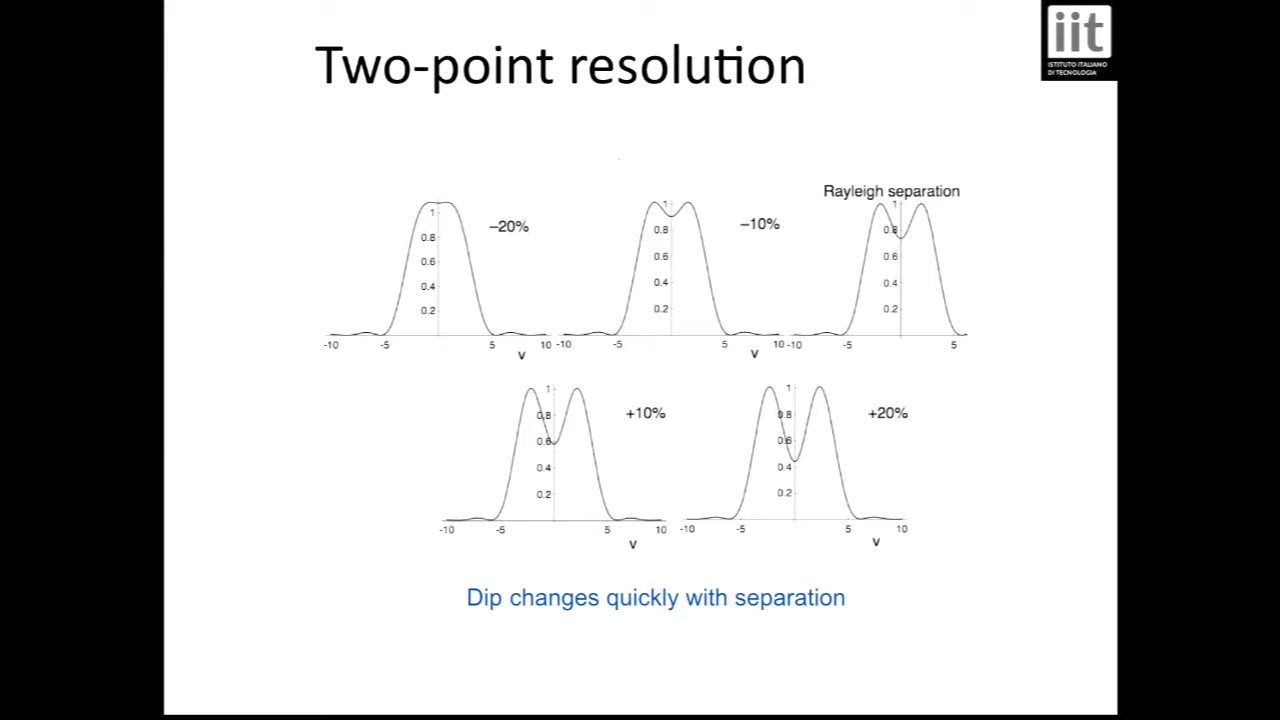 Two-point resolution
iit
ISTITUTO ITALIANO
DI TECNOLOGIA
−20%
1
0.8
0.6
0.4
0.2
-10 -5 5 10
v
−10%
1
0.8
0.6
0.4
0.2
-10 -5 5 10
v
Rayleigh separation
1
0.8
0.6
0.4
0.2
-10 -5 5
+10%
1
0.8
0.6
0.4
0.2
-10 -5 5 10
v
+20%
1
0.8
0.6
0.4
0.2
-10 -5 5 10
v
Dip changes quickly with separation